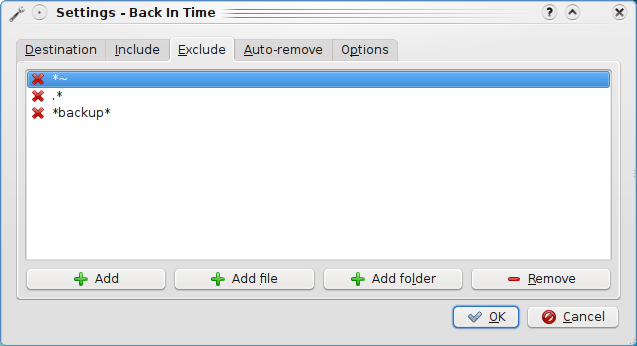 Settings - Back In Time
Destination Include Exclude Auto-remove Options
*~
.*
*backup*
Add Add file Add folder Remove
OK Cancel